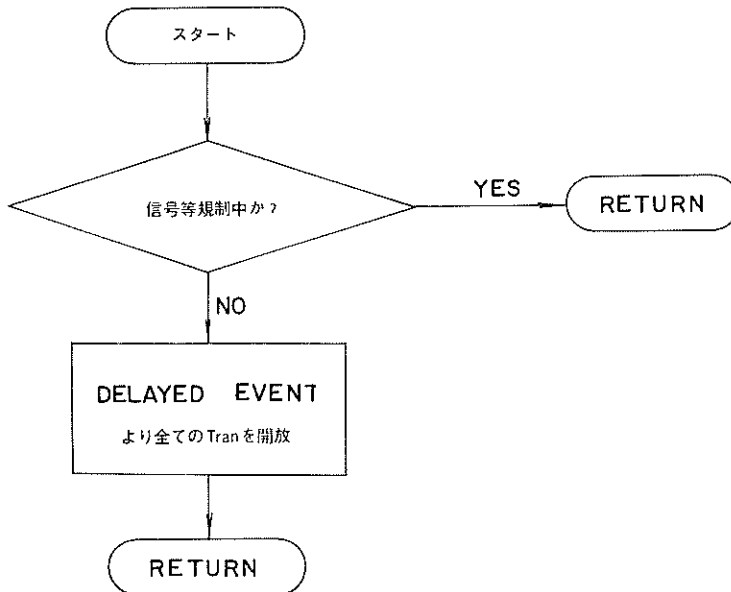 スタート
信号等規制中か?
YES
RETURN
NO
DELAYED EVENT
より全てのTranを開放
RETURN